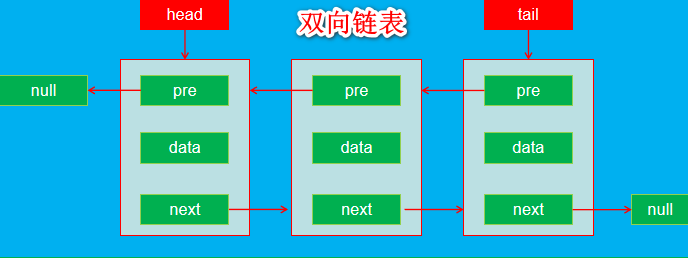 head
双向链表
tail
null
pre
pre
pre
data
data
data
next
next
next
null